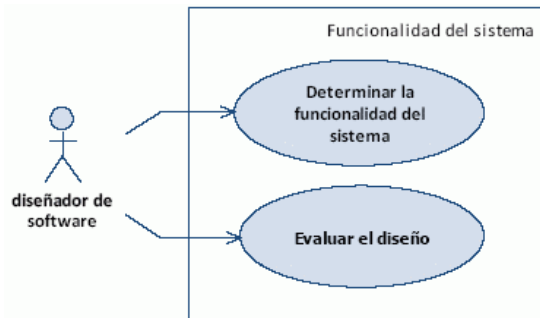 Funcionalidad del sistema
Determinar la
funcionalidad del
sistema
diseñador de
software
Evaluar el diseño